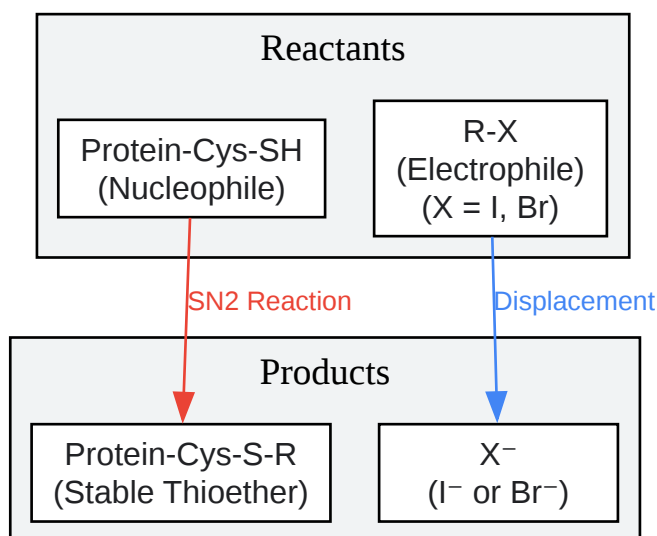 Reactants
Protein-Cys-SH
(Nucleophile)
R-X
(Electrophile)
(X = I, Br)
SN2 Reaction
Displacement
Products
Protein-Cys-S-R
(Stable Thioether)
X⁻
(I⁻ or Br⁻)